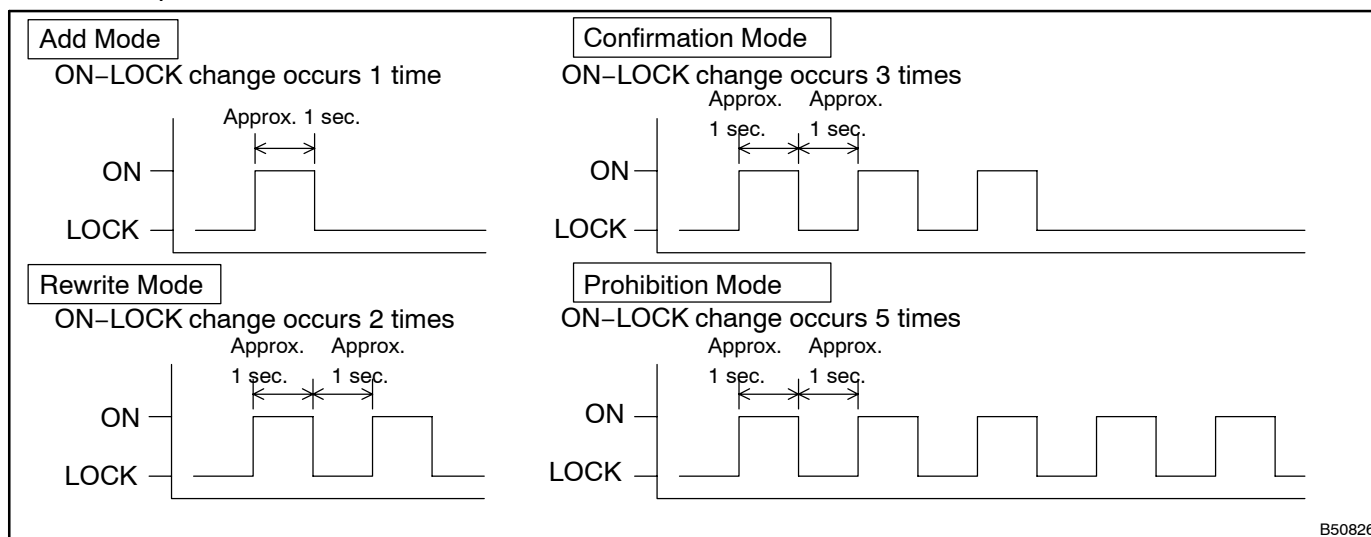 Add Mode
ON–LOCK change occurs 1 time
Approx. 1 sec.
ON
LOCK
Confirmation Mode
ON–LOCK change occurs 3 times
Approx. Approx.
1 sec. 1 sec.
ON
LOCK
Rewrite Mode
ON–LOCK change occurs 2 times
Approx. Approx.
1 sec. 1 sec.
ON
LOCK
Prohibition Mode
ON–LOCK change occurs 5 times
Approx. Approx.
1 sec. 1 sec.
ON
LOCK
B50826